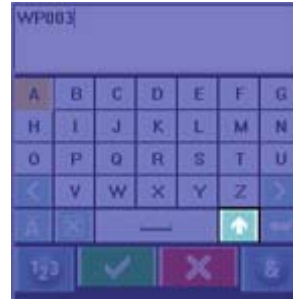 WP003
A B C D E F G
H I J K L M N
O P Q R S T U
< V W X Y Z >
123 &